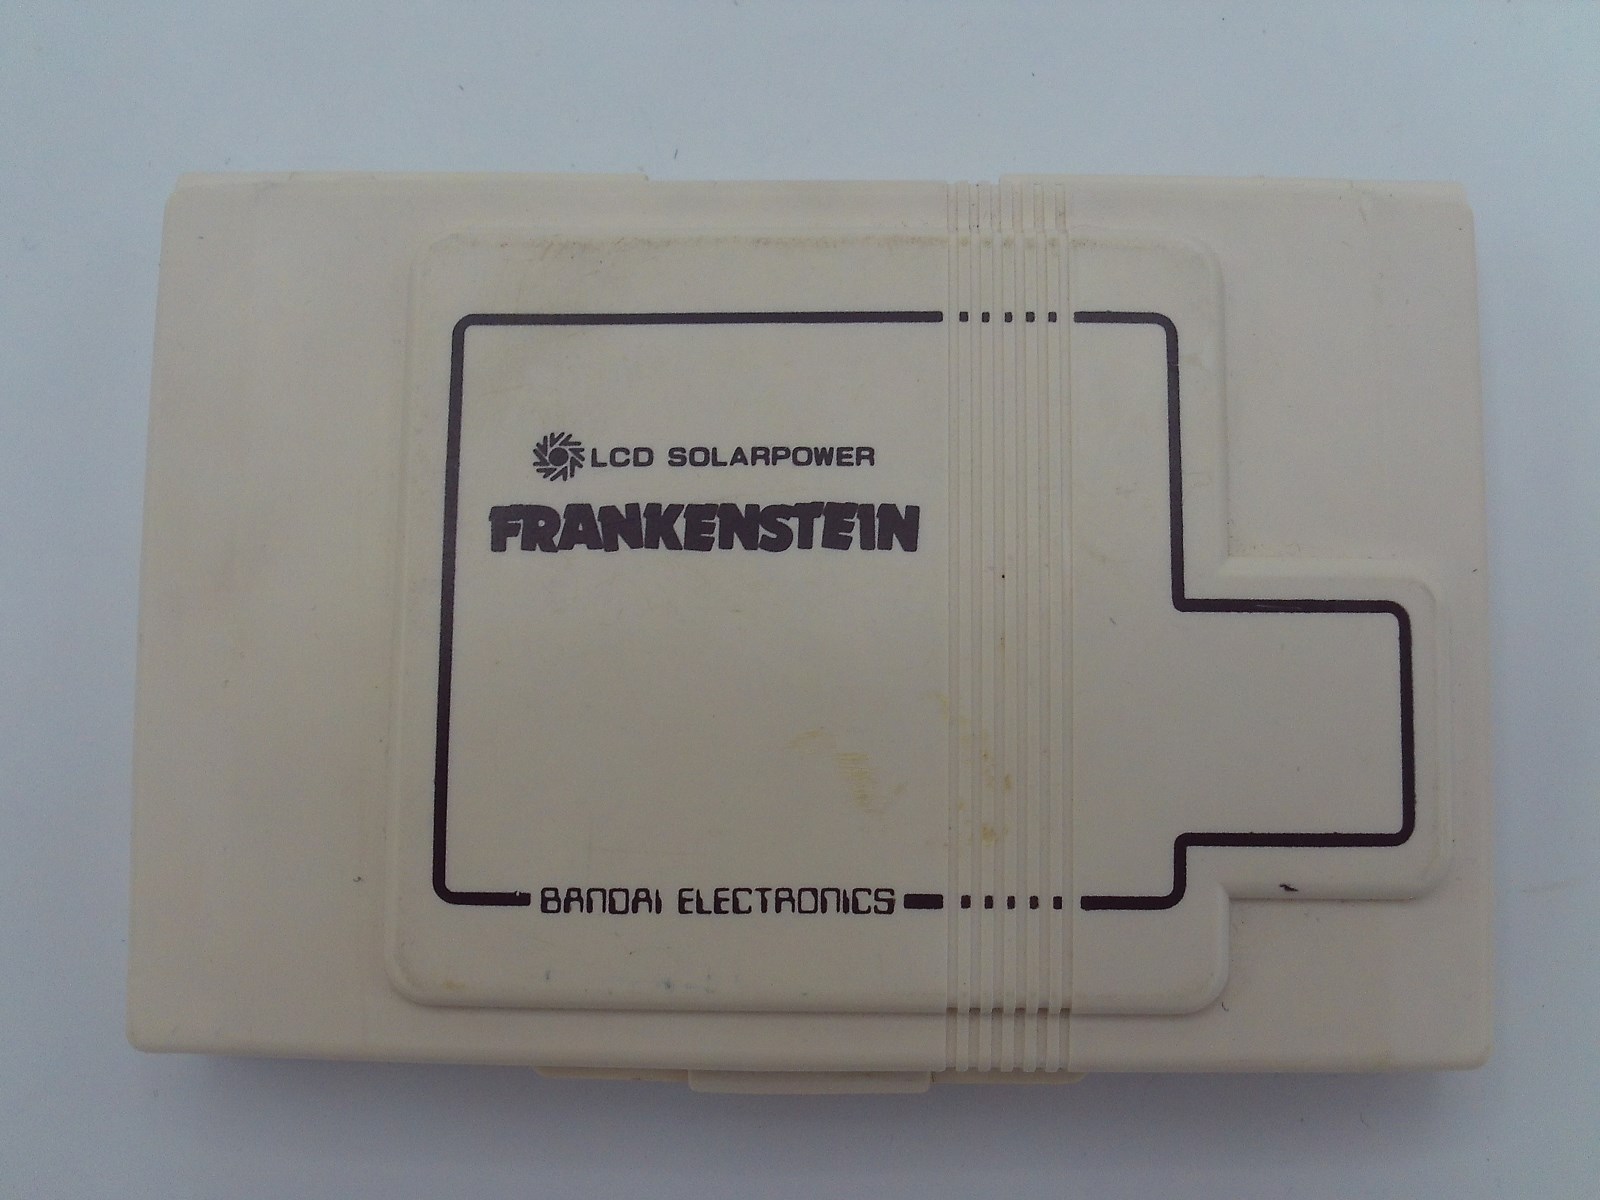 LCD SOLARPOWER
FRANKENSTEIN
BANDAI ELECTRONICS